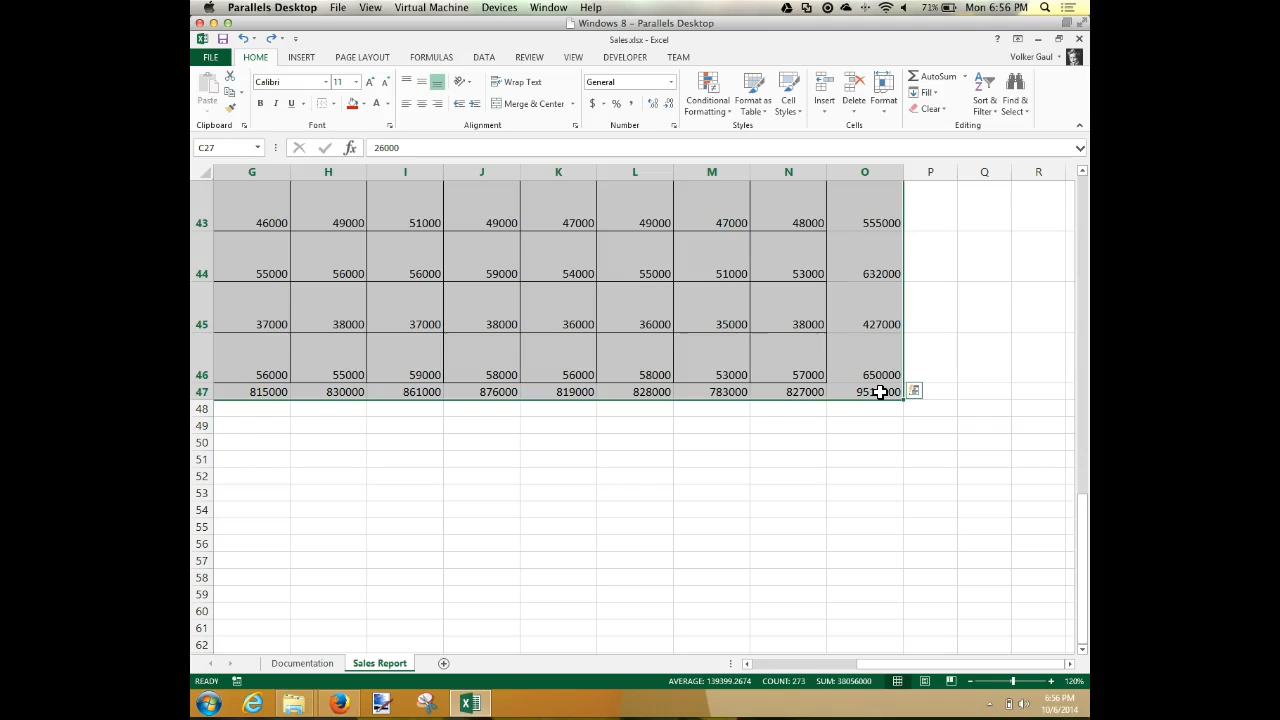 Parallels Desktop File View Virtual Machine Devices Window Help 71% Mon 6:56 PM
Windows 8 - Parallels Desktop
Sales.xlsx - Excel
FILE HOME INSERT PAGE LAYOUT FORMULAS DATA REVIEW VIEW DEVELOPER TEAM Volker Gaul
Paste Calibri 11 Wrap Text General Conditional Formatting Format as Table Cell Styles Insert Delete Format AutoSum Sort & Filter Find & Select
B I U Merge & Center $ % Fill Clear
Clipboard Font Alignment Number Styles Cells Editing
C27 fx 26000
G H I J K L M N O P Q R
43 46000 49000 51000 49000 47000 49000 47000 48000 555000
44 55000 56000 56000 59000 54000 55000 51000 53000 632000
45 37000 38000 37000 38000 36000 36000 35000 38000 427000
46 56000 55000 59000 58000 56000 58000 53000 57000 650000
47 815000 830000 861000 876000 819000 828000 783000 827000
48
49
50
51
52
53
54
55
56
57
58
59
60
61
62
Documentation Sales Report
READY AVERAGE: 139399.2674 COUNT: 273 SUM: 38056000 120%
6:56 PM
10/6/2014